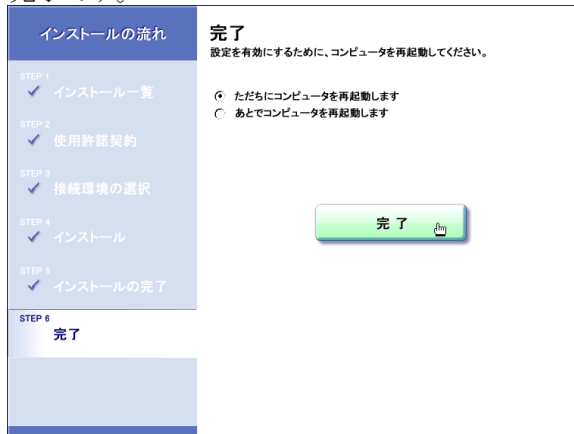 インストールの流れ
STEP 1
インストール一覧
STEP 2
使用許諾契約
STEP 3
接続環境の選択
STEP 4
インストール
STEP 5
インストールの完了
STEP 6
完了
完了
設定を有効にするために、コンピュータを再起動してください。
ただちにコンピュータを再起動します
あとでコンピュータを再起動します
完了